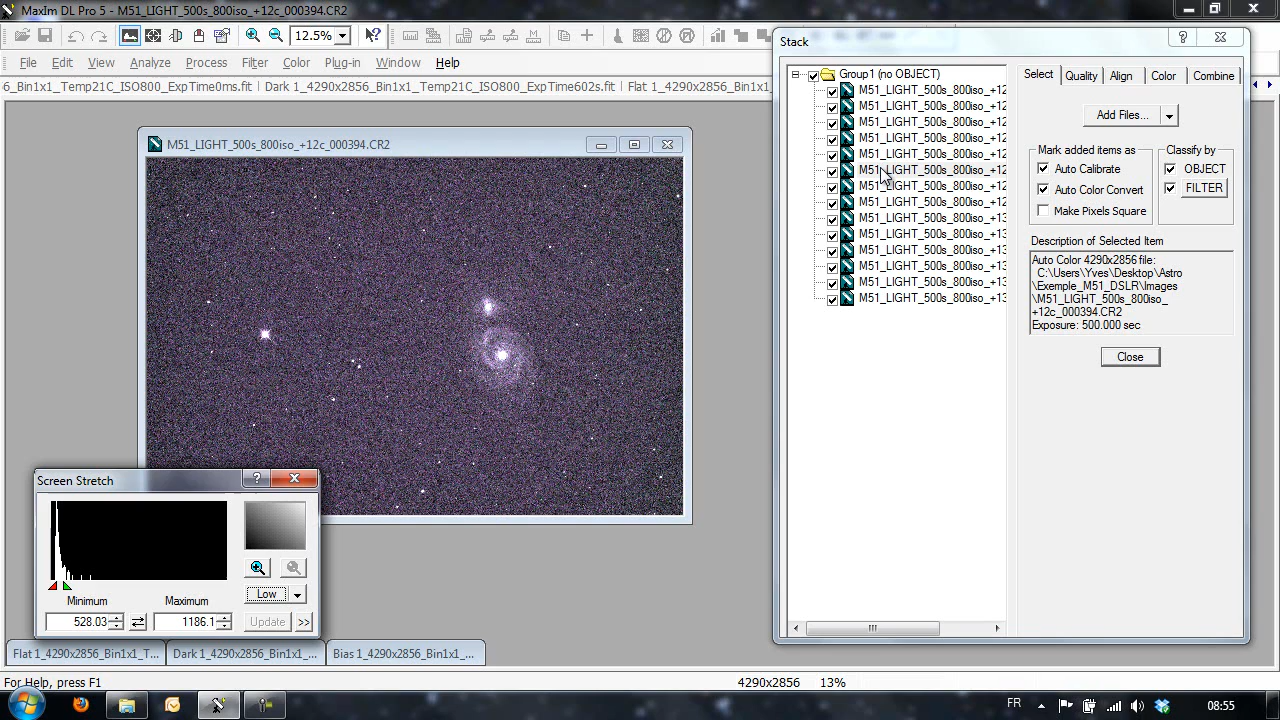 MaxIm DL Pro 5 - M51_LIGHT_500s_800iso_+12c_000394.CR2
12.5%
File Edit View Analyze Process Filter Color Plug-in Window Help
6_Bin1x1_Temp21C_ISO800_ExpTime0ms.fit Dark 1_4290x2856_Bin1x1_Temp21C_ISO800_ExpTime602s.fit Flat 1_4290x2856_Bin1x1_
M51_LIGHT_500s_800iso_+12c_000394.CR2
Stack
Group1 (no OBJECT)
M51_LIGHT_500s_800iso_+12
M51_LIGHT_500s_800iso_+12
M51_LIGHT_500s_800iso_+12
M51_LIGHT_500s_800iso_+12
M51_LIGHT_500s_800iso_+12
M51_LIGHT_500s_800iso_+12
M51_LIGHT_500s_800iso_+12
M51_LIGHT_500s_800iso_+12
M51_LIGHT_500s_800iso_+13
M51_LIGHT_500s_800iso_+13
M51_LIGHT_500s_800iso_+13
M51_LIGHT_500s_800iso_+13
M51_LIGHT_500s_800iso_+13
M51_LIGHT_500s_800iso_+13
Select Quality Align Color Combine
Add Files...
Mark added items as
Auto Calibrate
Auto Color Convert
Make Pixels Square
Classify by
OBJECT
FILTER
Description of Selected Item
Auto Color 4290x2856 file:
C:\Users\Yves\Desktop\Astro
\Exemple_M51_DSLR\Images
\M51_LIGHT_500s_800iso_
+12c_000394.CR2
Exposure: 500.000 sec
Close
Screen Stretch
Low
Minimum Maximum
528.03 1186.1 Update >>
Flat 1_4290x2856_Bin1x1_T... Dark 1_4290x2856_Bin1x1_... Bias 1_4290x2856_Bin1x1_...
For Help, press F1
4290x2856 13%
FR
08:55